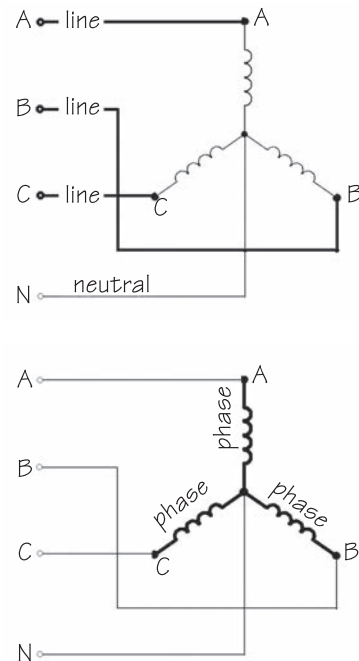 A line A
B line
C line C B
N neutral
A A
phase
B
phase phase
C C B
N